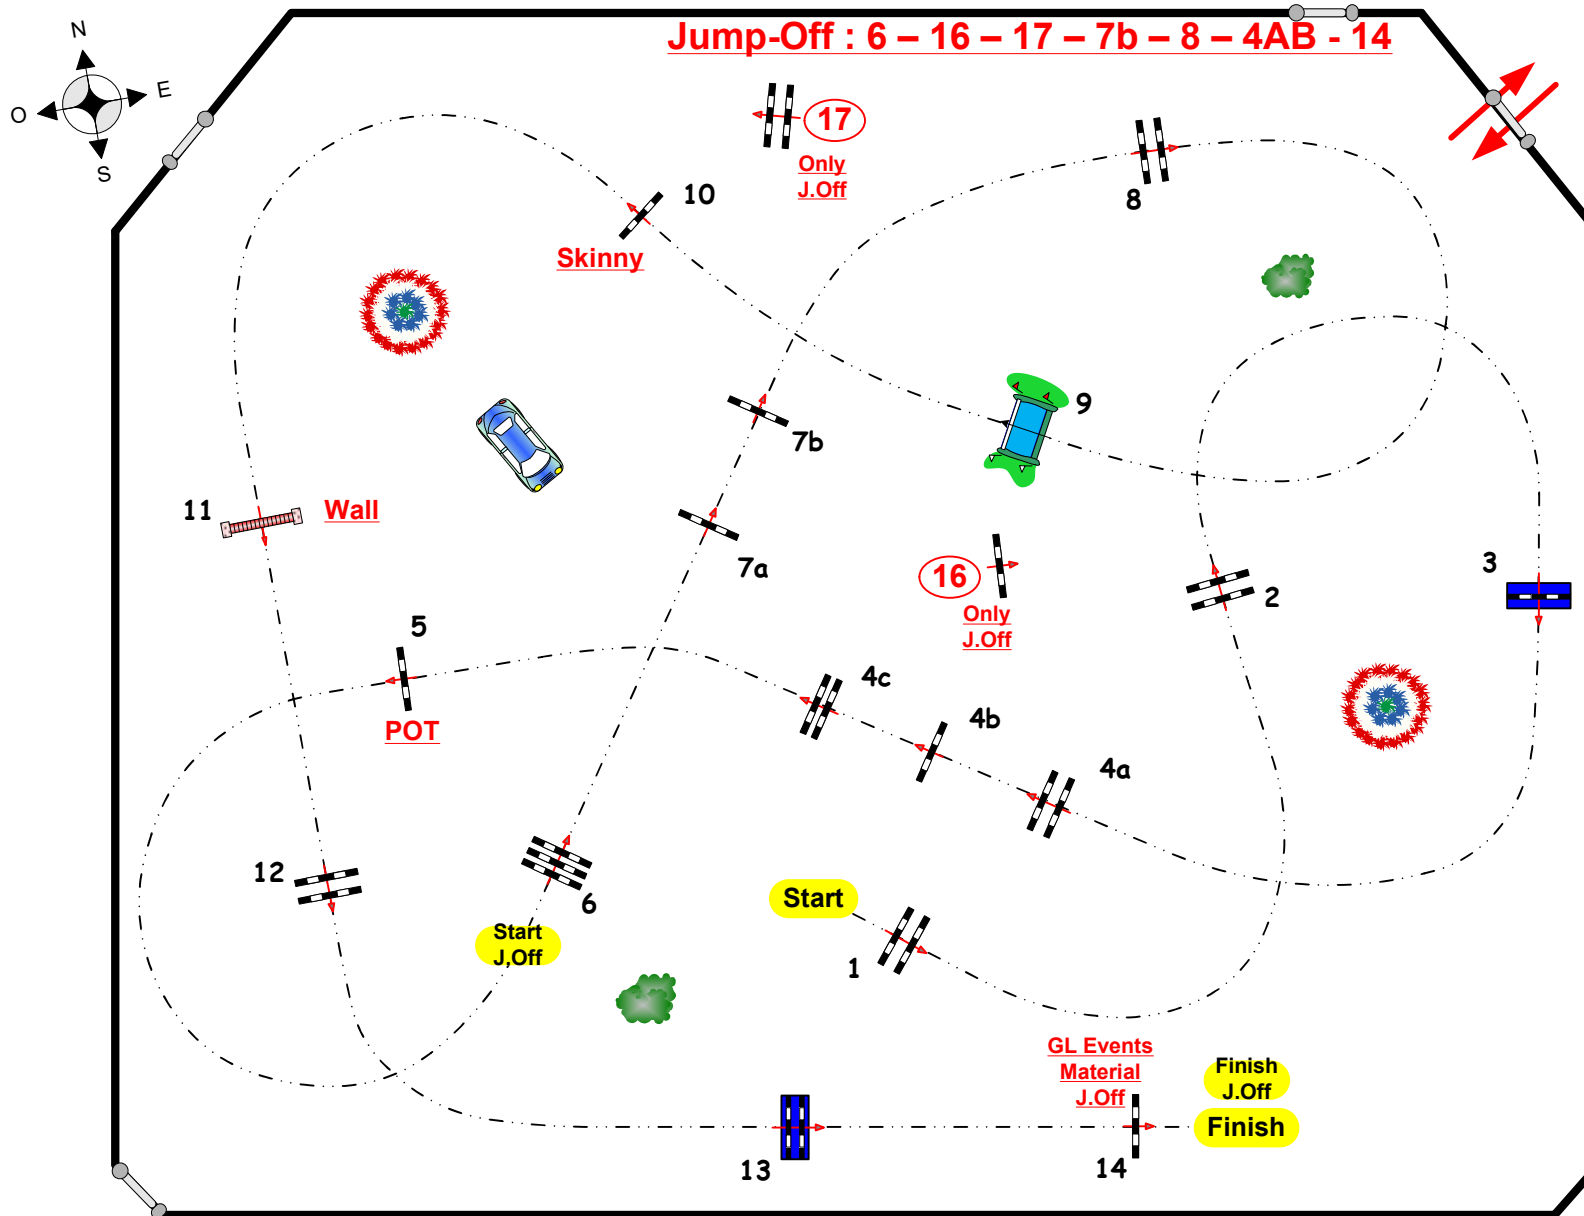 Jump-Off : 6 – 16 – 17 – 7b – 8 – 4AB - 14
N
E
O
S
17
Only
J.Off
10
8
Skinny
9
7b
11
Wall
7a
16
Only
J.Off
2
3
5
POT
4c
4b
4a
12
6
Start
Start
J,Off
1
GL Events
Material
J.Off
Finish
J.Off
Finish
13
14